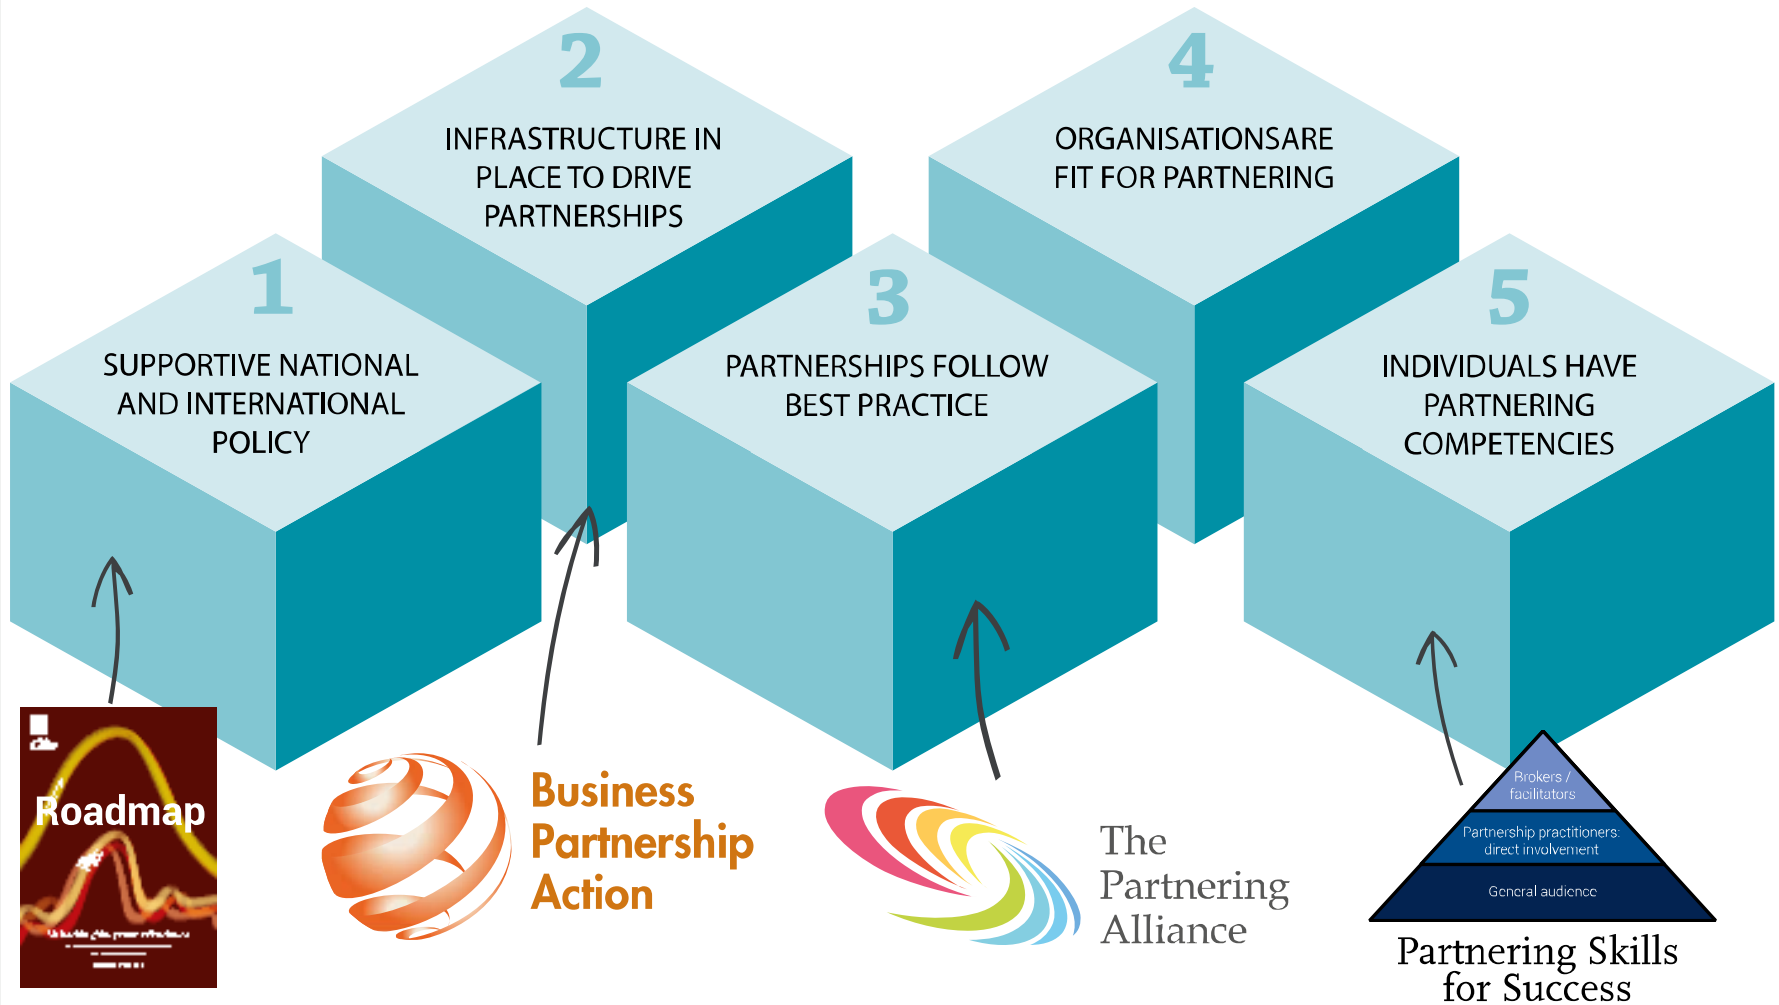 1
SUPPORTIVE NATIONAL
AND INTERNATIONAL
POLICY
2
INFRASTRUCTURE IN
PLACE TO DRIVE
PARTNERSHIPS
3
PARTNERSHIPS FOLLOW
BEST PRACTICE
4
ORGANISATIONSARE
FIT FOR PARTNERING
5
INDIVIDUALS HAVE
PARTNERING
COMPETENCIES
Roadmap
Business
Partnership
Action
The
Partnering
Alliance
Brokers /
facilitators
Partnership practitioners:
direct involvement
General audience
Partnering Skills
for Success